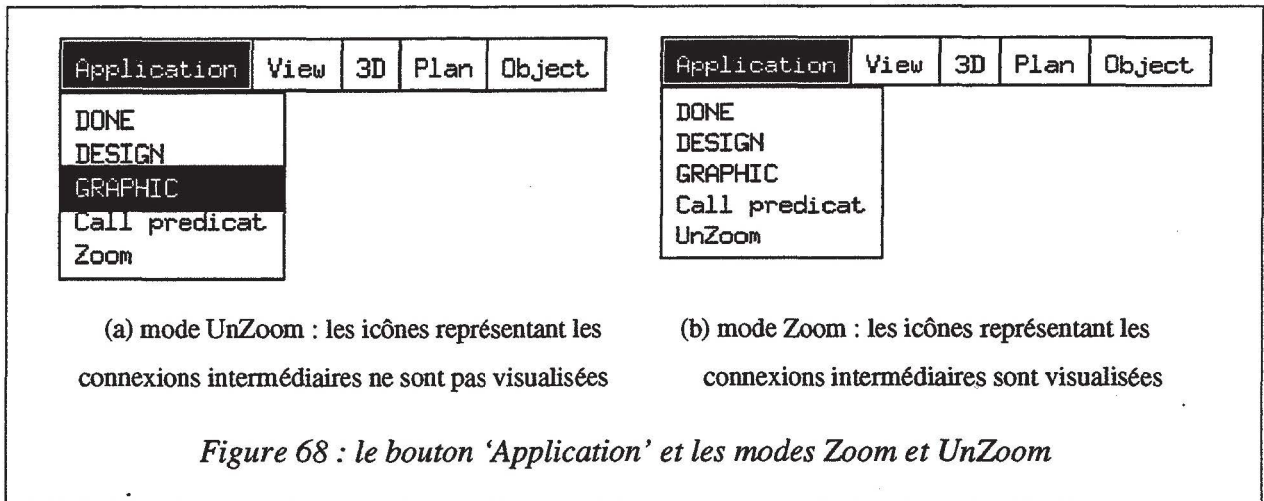 Application View 3D Plan Object
DONE
DESIGN
GRAPHIC
Call predicat
Zoom
(a) mode UnZoom : les icônes représentant les
connexions intermédiaires ne sont pas visualisées
Application View 3D Plan Object
DONE
DESIGN
GRAPHIC
Call predicat
UnZoom
(b) mode Zoom : les icônes représentant les
connexions intermédiaires sont visualisées
Figure 68 : le bouton ‘Application’ et les modes Zoom et UnZoom